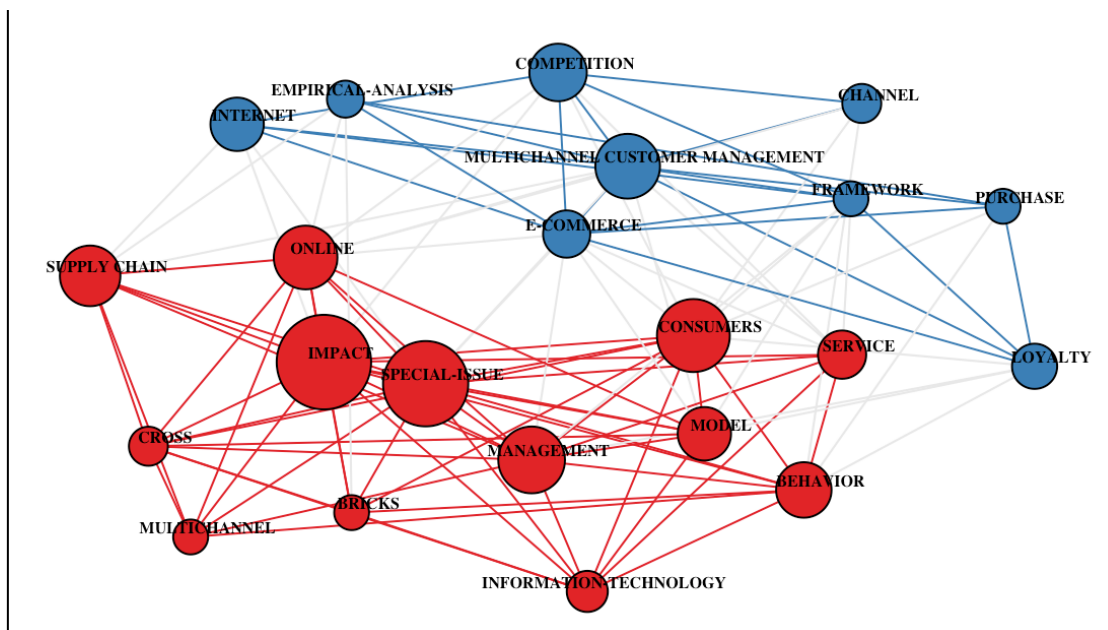 COMPETITION
EMPIRICAL-ANALYSIS
CHANNEL
INTERNET
MULTICHANNEL CUSTOMER MANAGEMENT
FRAMEWORK
PURCHASE
E-COMMERCE
ONLINE
SUPPLY CHAIN
CONSUMERS
SERVICE
IMPACT
LOYALTY
SPECIAL-ISSUE
MODEL
CROSS
MANAGEMENT
BEHAVIOR
BRICKS
MULTICHANNEL
INFORMATION-TECHNOLOGY